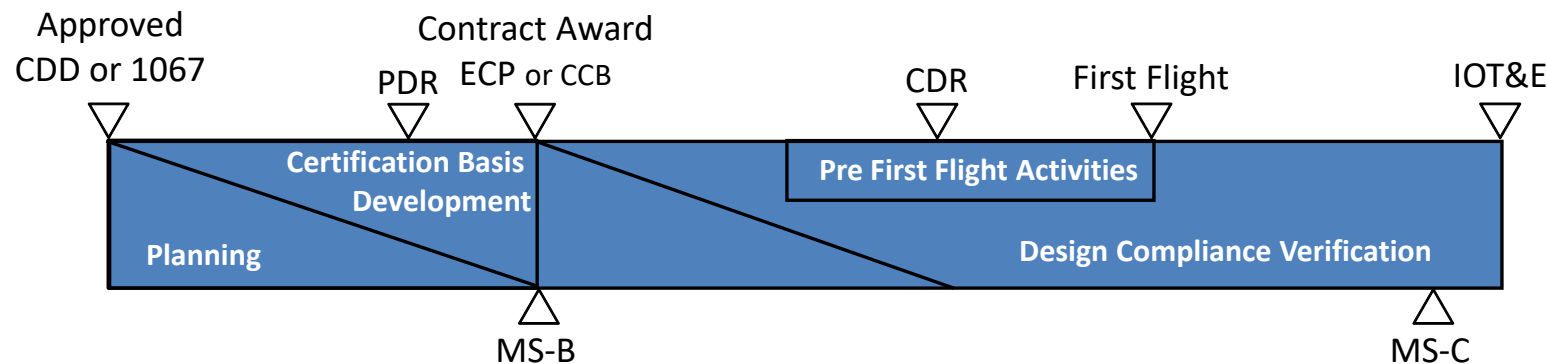 Approved
CDD or 1067
PDR
Contract Award
ECP or CCB
CDR
First Flight
IOT&E
Certification Basis
Development
Pre First Flight Activities
Planning
Design Compliance Verification
MS-B
MS-C